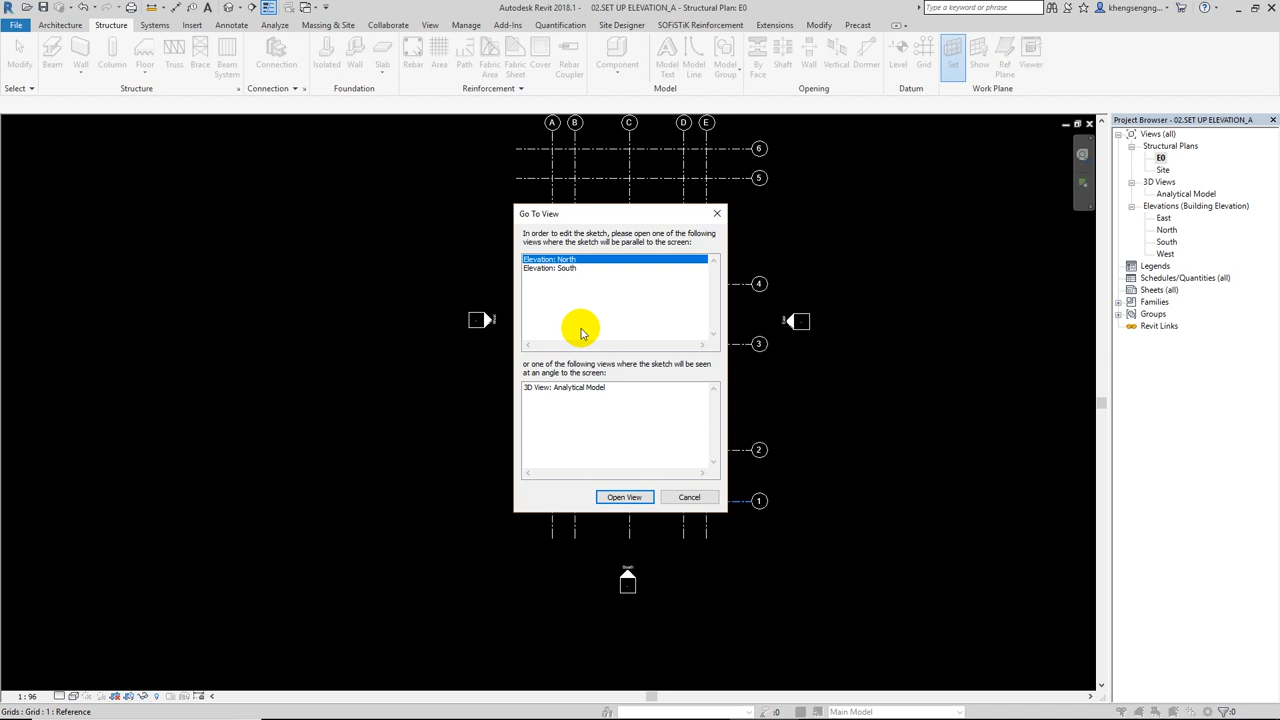 Autodesk Revit 2018.1 - 02.SET UP ELEVATION_A - Structural Plan: E0
Type a keyword or phrase
khengsengng...
File Architecture Structure Systems Insert Annotate Analyze Massing & Site Collaborate View Manage Add-Ins Quantification Site Designer SOFiSTiK Reinforcement Extensions Modify Precast
Modify Beam Wall Column Floor Truss Brace Beam System Connection Isolated Wall Slab Rebar Area Path Fabric Area Fabric Sheet Cover Rebar Coupler Component Model Text Model Line Model Group By Face Shaft Wall Vertical Dormer Level Grid Set Show Ref Plane Viewer
Select Structure Connection Foundation Reinforcement Model Opening Datum Work Plane
A B C D E
6
5
4
3
2
1
South
Go To View
In order to edit the sketch, please open one of the following
views where the sketch will be parallel to the screen:
Elevation: North
Elevation: South
or one of the following views where the sketch will be seen
at an angle to the screen:
3D View: Analytical Model
Open View Cancel
Project Browser - 02.SET UP ELEVATION_A
Views (all)
Structural Plans
E0
Site
3D Views
Analytical Model
Elevations (Building Elevation)
East
North
South
West
Legends
Schedules/Quantities (all)
Sheets (all)
Families
Groups
Revit Links
1 : 96
Grids : Grid : 1 : Reference
:0
Main Model
:0